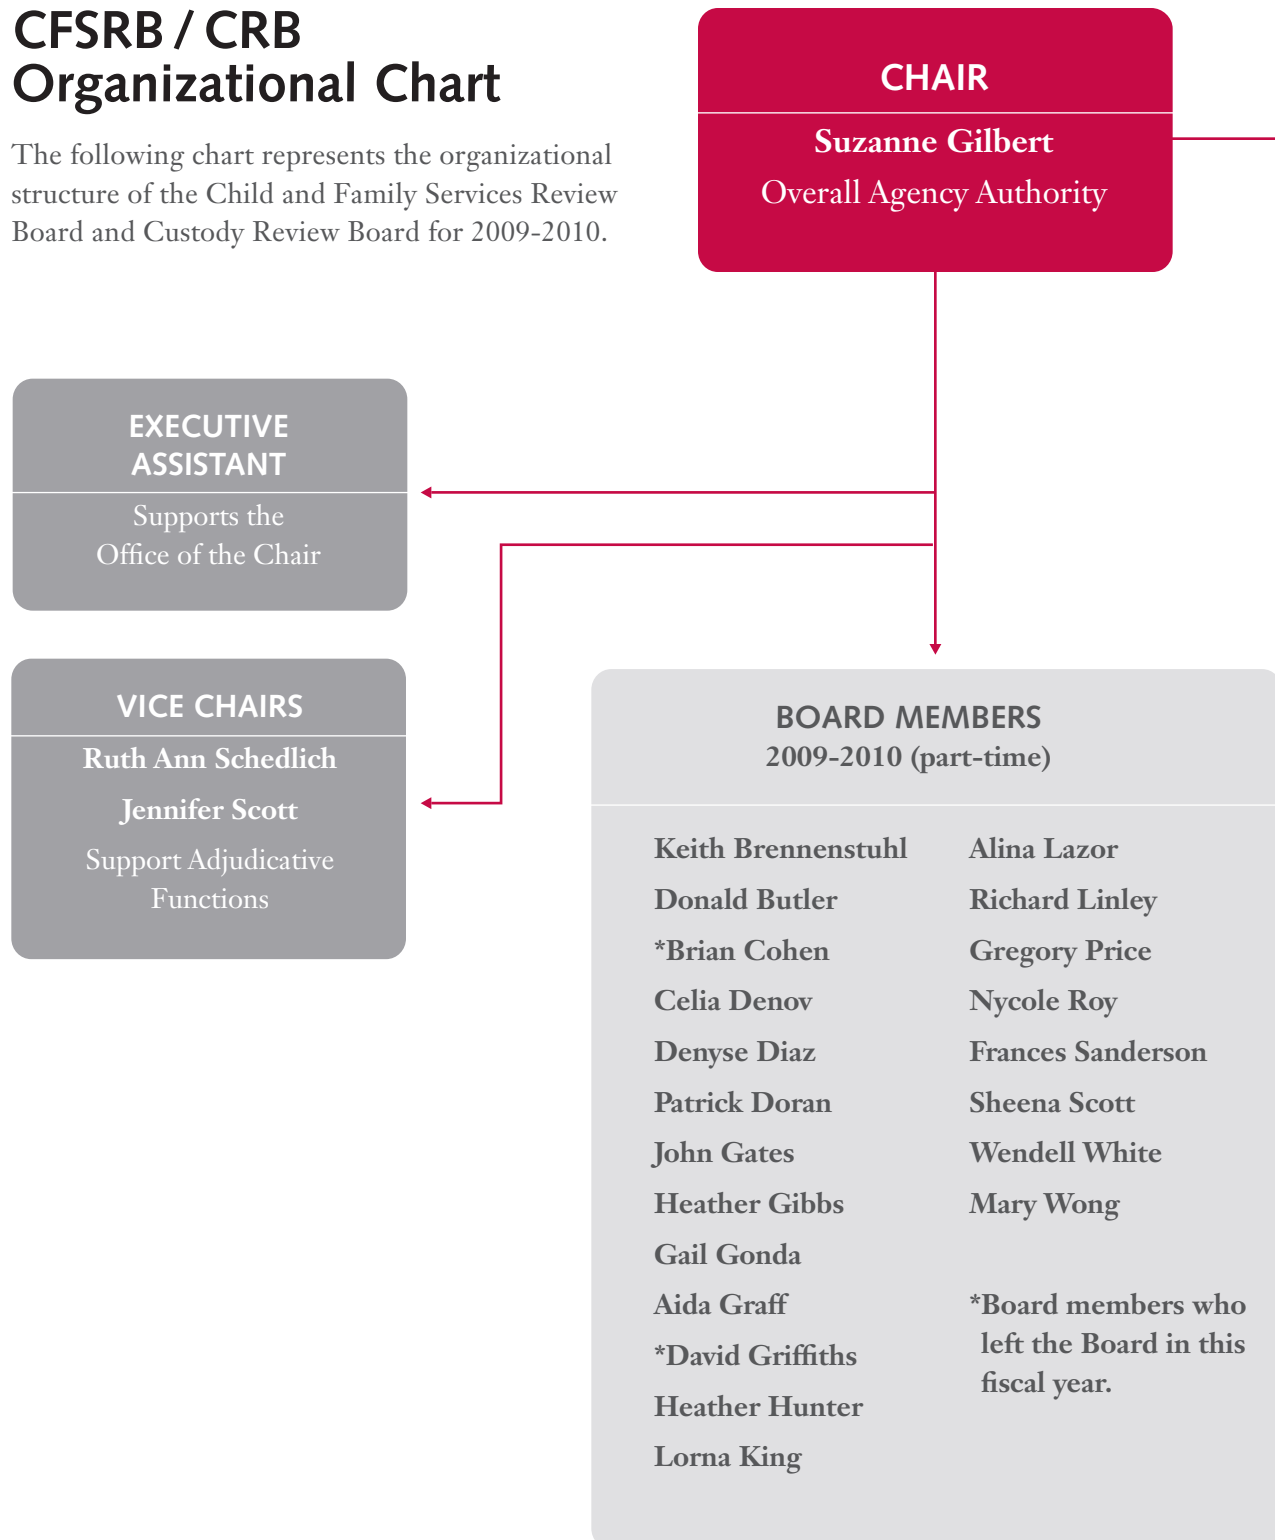 CFSRB / CRB
Organizational Chart
The following chart represents the organizational
structure of the Child and Family Services Review
Board and Custody Review Board for 2009-2010.
CHAIR
Suzanne Gilbert
Overall Agency Authority
EXECUTIVE
ASSISTANT
Supports the
Office of the Chair
VICE CHAIRS
Ruth Ann Schedlich
Jennifer Scott
Support Adjudicative
Functions
BOARD MEMBERS
2009-2010 (part-time)
Keith Brennenstuhl
Donald Butler
*Brian Cohen
Celia Denov
Denyse Diaz
Patrick Doran
John Gates
Heather Gibbs
Gail Gonda
Aida Graff
*David Griffiths
Heather Hunter
Lorna King
Alina Lazor
Richard Linley
Gregory Price
Nycole Roy
Frances Sanderson
Sheena Scott
Wendell White
Mary Wong
*Board members who
left the Board in this
fiscal year.